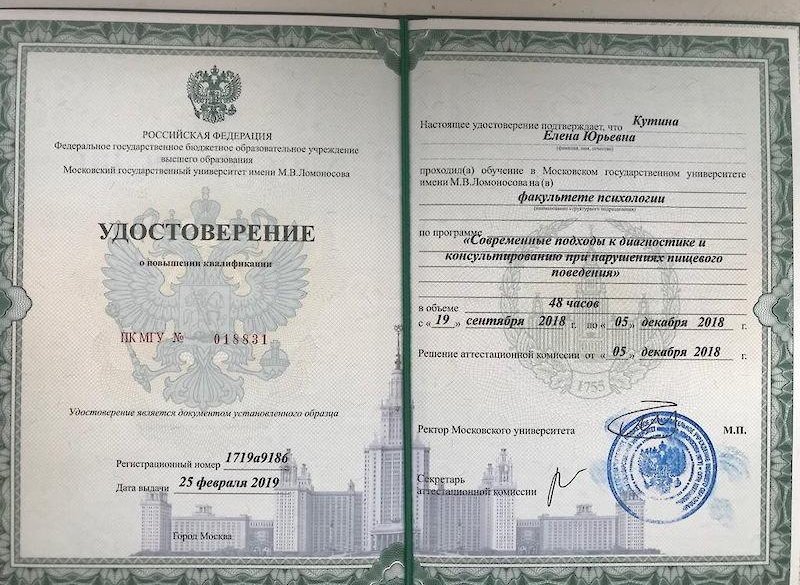 РОССИЙСКАЯ ФЕДЕРАЦИЯ
Федеральное государственное бюджетное образовательное учреждение
высшего образования
Московский государственный университет имени М.В.Ломоносова
УДОСТОВЕРЕНИЕ
о повышении квалификации
ПК МГУ № 018831
Удостоверение является документом установленного образца
Регистрационный номер 1719а9186
Дата выдачи 25 февраля 2019
Город Москва
Настоящее удостоверение подтверждает, что Кутина
Елена Юрьевна
(фамилия, имя, отчество)
проходил(а) обучение в Московском государственном университете
имени М.В.Ломоносова на (в)
факультете психологии
(наименование структурного подразделения)
по программе
«Современные подходы к диагностике и
консультированию при нарушениях пищевого
поведения»
в объеме 48 часов
с « 19 » сентября 2018 г. по « 05 » декабря 2018 г.
Решение аттестационной комиссии от « 05 » декабря 2018 г.
1755
Ректор Московского университета
М.П.
Секретарь
аттестационной комиссии